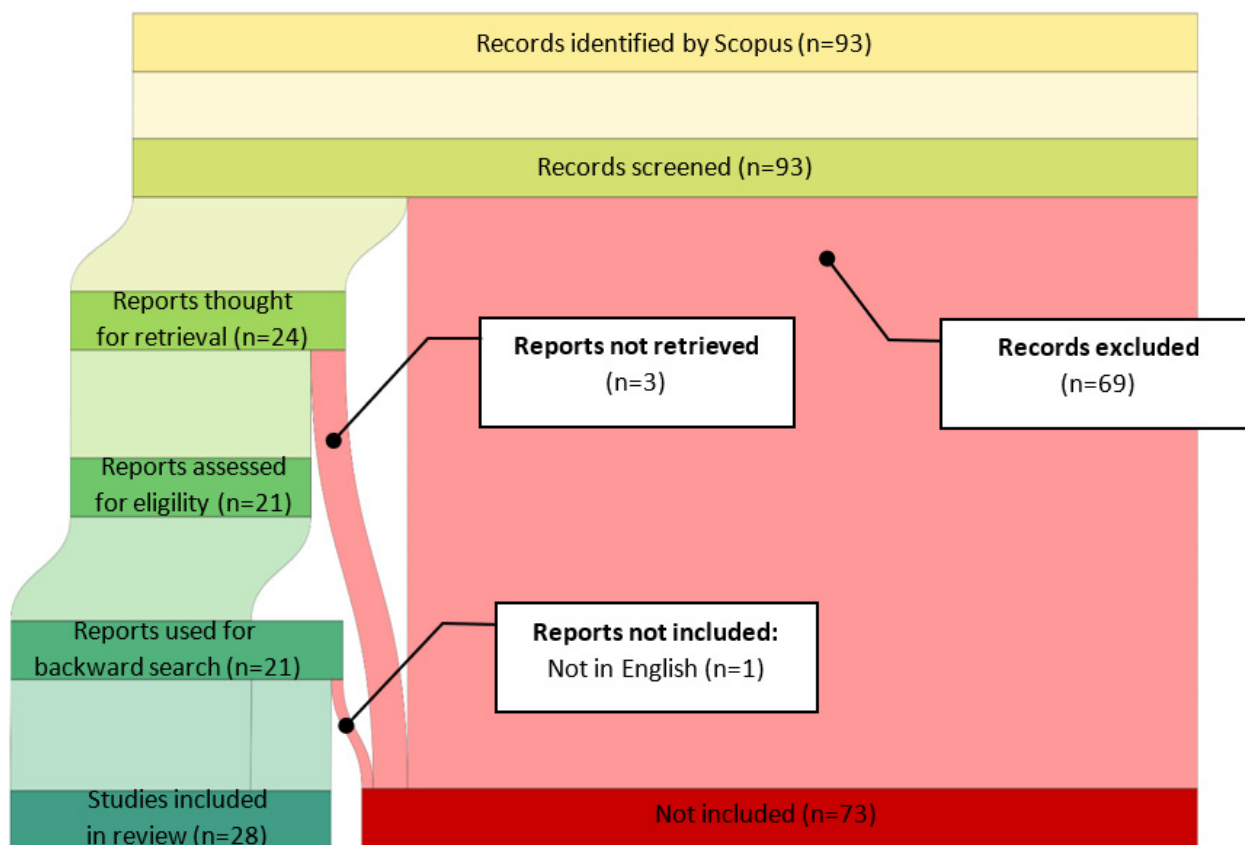 Records identified by Scopus (n=93)
Records screened (n=93)
Reports thought
for retrieval (n=24)
Reports not retrieved
(n=3)
Records excluded
(n=69)
Reports assessed
for eligility (n=21)
Reports used for
backward search (n=21)
Reports not included:
Not in English (n=1)
Studies included
in review (n=28)
Not included (n=73)